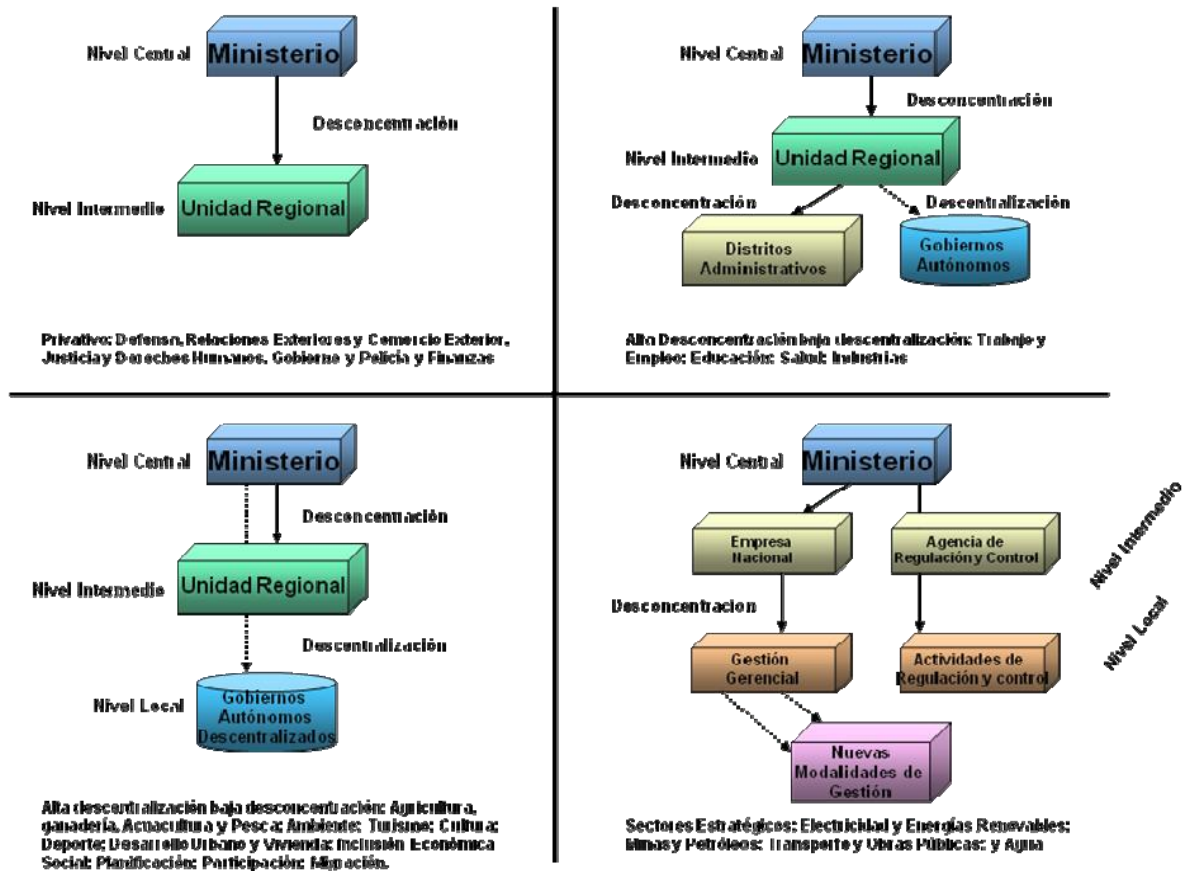 Nivel Central
Ministerio
Desconcentración
Nivel Intermedio
Unidad Regional
Privativo: Defensa, Relaciones Exteriores y Comercio Exterior,
Justicia y Derechos Humanos, Gobierno y Policía y Finanzas
Nivel Central
Ministerio
Desconcentración
Nivel Intermedio
Unidad Regional
Desconcentración
Descentralización
Distritos
Administrativos
Gobiernos
Autónomos
Alta Desconcentración baja descentralización: Trabajo y
Empleo; Educación; Salud; Industrias
Nivel Central
Ministerio
Desconcentración
Nivel Intermedio
Unidad Regional
Descentralización
Nivel Local
Gobiernos
Autónomos
Descentralizados
Alta descentralización baja desconcentración: Agricultura,
ganadería, Acuacultura y Pesca; Ambiente; Turismo; Cultura;
Deporte; Desarrollo Urbano y Vivienda; Inclusión Económica
Social; Planificación; Participación; Migración.
Nivel Central
Ministerio
Empresa
Nacional
Agencia de
Regulación y Control
Nivel Intermedio
Desconcentracion
Gestión
Gerencial
Actividades de
Regulación y control
Nivel Local
Nuevas
Modalidades de
Gestión
Sectores Estratégicos: Electricidad y Energías Renovables;
Minas y Petróleos; Transporte y Obras Públicas; y Agua